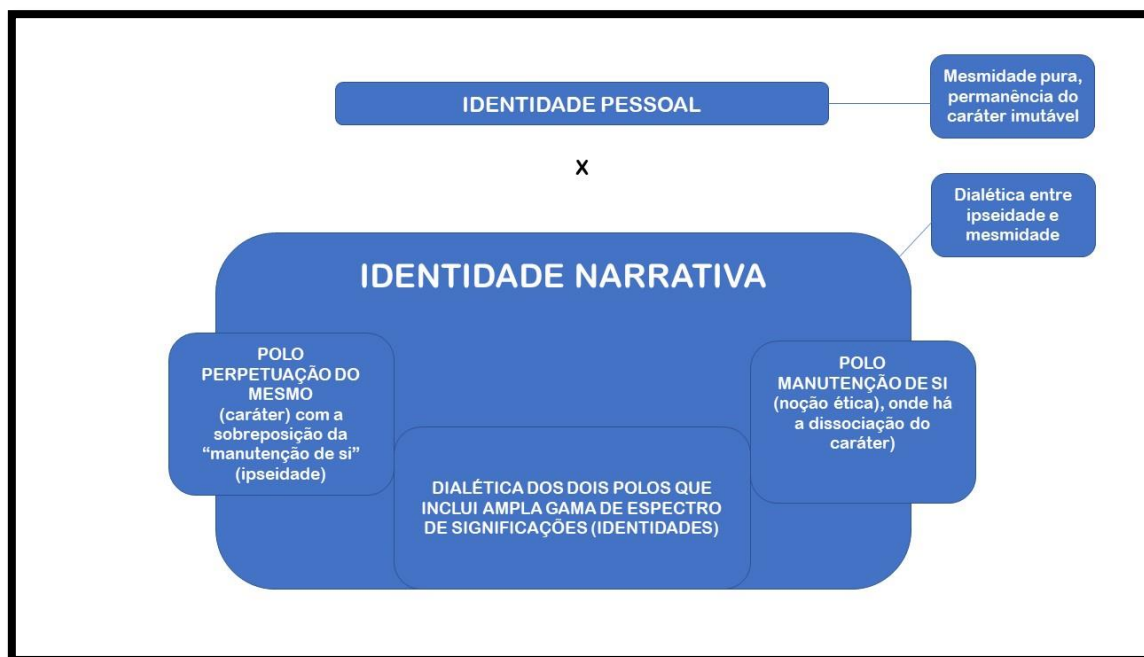 IDENTIDADE PESSOAL
Mesmidade pura,
permanência do
caráter imutável
X
Dialética entre
ipseidade e
mesmidade
IDENTIDADE NARRATIVA
POLO
PERPETUAÇÃO DO
MESMO
(caráter) com a
sobreposição da
“manutenção de si”
(ipseidade)
DIALÉTICA DOS DOIS POLOS QUE
INCLUI AMPLA GAMA DE ESPECTRO
DE SIGNIFICAÇÕES (IDENTIDADES)
POLO
MANUTENÇÃO DE SI
(noção ética), onde há
a dissociação do
caráter)